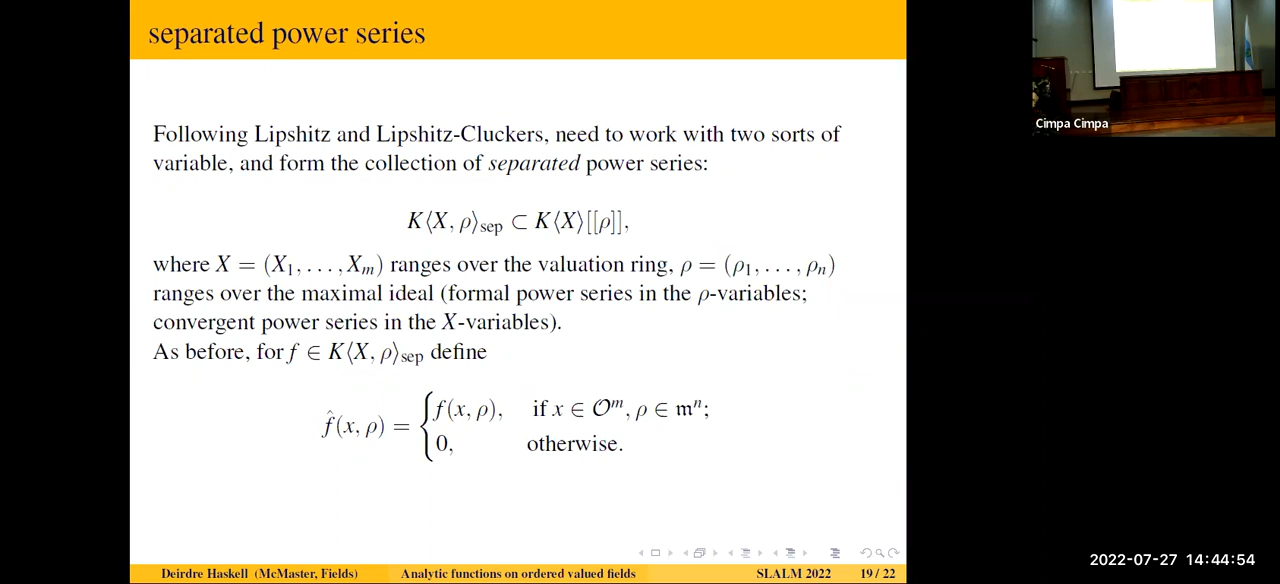 separated power series
Cimpa Cimpa
Following Lipshitz and Lipshitz-Cluckers, need to work with two sorts of
variable, and form the collection of separated power series:
K⟨X, ρ⟩sep ⊂ K⟨X⟩[[ρ]],
where X = (X₁, . . . , Xₘ) ranges over the valuation ring, ρ = (ρ₁, . . . , ρₙ)
ranges over the maximal ideal (formal power series in the ρ-variables;
convergent power series in the X-variables).
As before, for f ∈ K⟨X, ρ⟩sep define
f̂(x, ρ) = { f(x, ρ), if x ∈ 𝒪ᵐ, ρ ∈ 𝔪ⁿ;
0, otherwise.
2022-07-27 14:44:54
Deirdre Haskell (McMaster, Fields) Analytic functions on ordered valued fields SLALM 2022 19 / 22